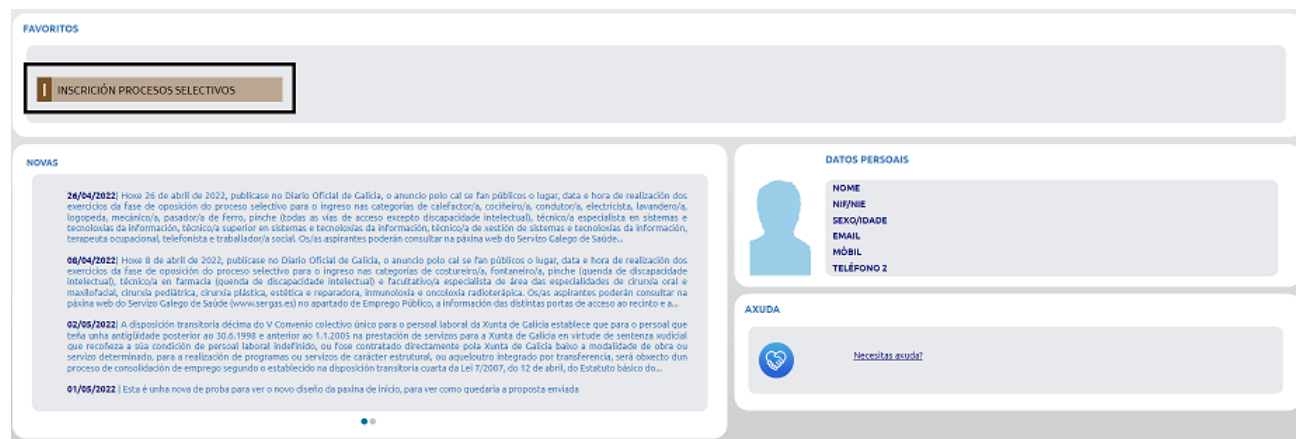 FAVORITOS
I INSCRICIÓN PROCESOS SELECTIVOS
NOVAS
26/04/2022| Hoxe 26 de abril de 2022, publicase no Diario Oficial de Galicia, o anuncio polo cal se fan públicos o lugar, data e hora de realización dos
exercicios da fase de oposición do proceso selectivo para o ingreso nas categorías de calefactor/a, cociñeiro/a, condutor/a, electricista, lavandero/a,
logopeda, mecánico/a, pasador/a de ferro, pinche (todas as vías de acceso excepto discapacidade intelectual), técnico/a especialista en sistemas e
tecnoloxías da información, técnico/a superior en sistemas e tecnoloxías da información, técnico/a de xestión de sistemas e tecnoloxías da información,
terapeuta ocupacional, telefonista e traballador/a social. Os/as aspirantes poderán consultar na páxina web do Servizo Galego de Saúde...
08/04/2022| Hoxe 8 de abril de 2022, publicase no Diario Oficial de Galicia, o anuncio polo cal se fan públicos o lugar, data e hora de realización dos
exercicios da fase de oposición do proceso selectivo para o ingreso nas categorías de costureiro/a, fontaneiro/a, pinche (quenda de discapacidade
intelectual), técnico/a en farmacia (quenda de discapacidade intelectual) e facultativo/a especialista de área das especialidades de cirurxía oral e
maxilofacial, cirurxía pediátrica, cirurxía plástica, estética e reparadora, inmunoloxía e oncoloxía radioterápica. Os/as aspirantes poderán consultar na
páxina web do Servizo Galego de Saúde (www.sergas.es) no apartado de Emprego Público, a información das distintas portas de acceso ao recinto e a...
02/05/2022| A disposición transitoria décima do V Convenio colectivo único para o persoal laboral da Xunta de Galicia establece que para o persoal que
teña unha antigüidade posterior ao 30.6.1998 e anterior ao 1.1.2005 na prestación de servizos para a Xunta de Galicia en virtude de sentenza xudicial
que recoñeza a súa condición de persoal laboral indefinido, ou fose contratado directamente pola Xunta de Galicia baixo a modalidade de obra ou
servizo determinado, para a realización de programas ou servizos de carácter estrutural, ou aqueloutro integrado por transferencia, será obxecto dun
proceso de consolidación de emprego segundo o establecido na disposición transitoria cuarta da Lei 7/2007, do 12 de abril, do Estatuto básico do...
01/05/2022 | Esta é unha nova de proba para ver o novo diseño da paxina de inicio, para ver como quedaria a proposta enviada
DATOS PERSOAIS
NOME
NIF/NIE
SEXO/IDADE
EMAIL
MÓBIL
TELÉFONO 2
AXUDA
Necesitas axuda?